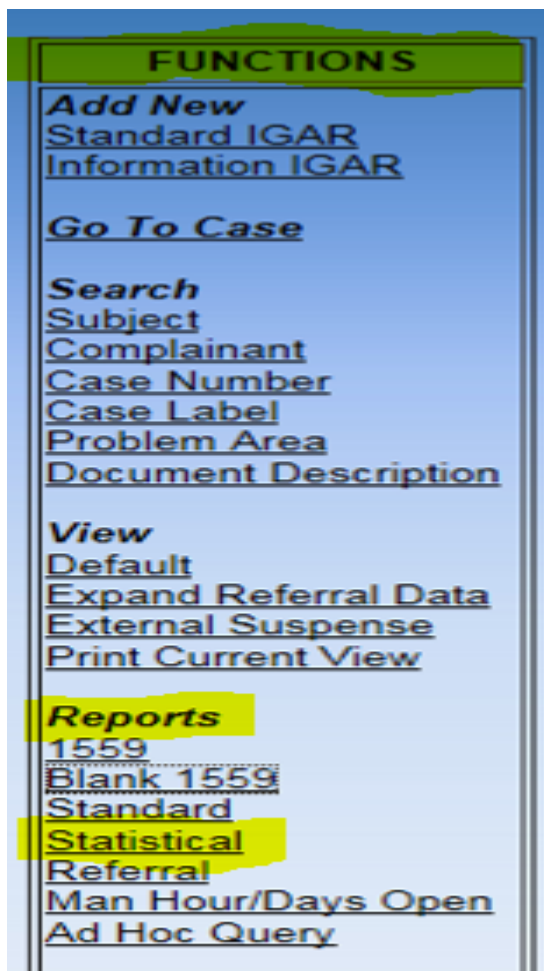 FUNCTIONS
Add New
Standard IGAR
Information IGAR
Go To Case
Search
Subject
Complainant
Case Number
Case Label
Problem Area
Document Description
View
Default
Expand Referral Data
External Suspense
Print Current View
Reports
1559
Blank 1559
Standard
Statistical
Referral
Man Hour/Days Open
Ad Hoc Query